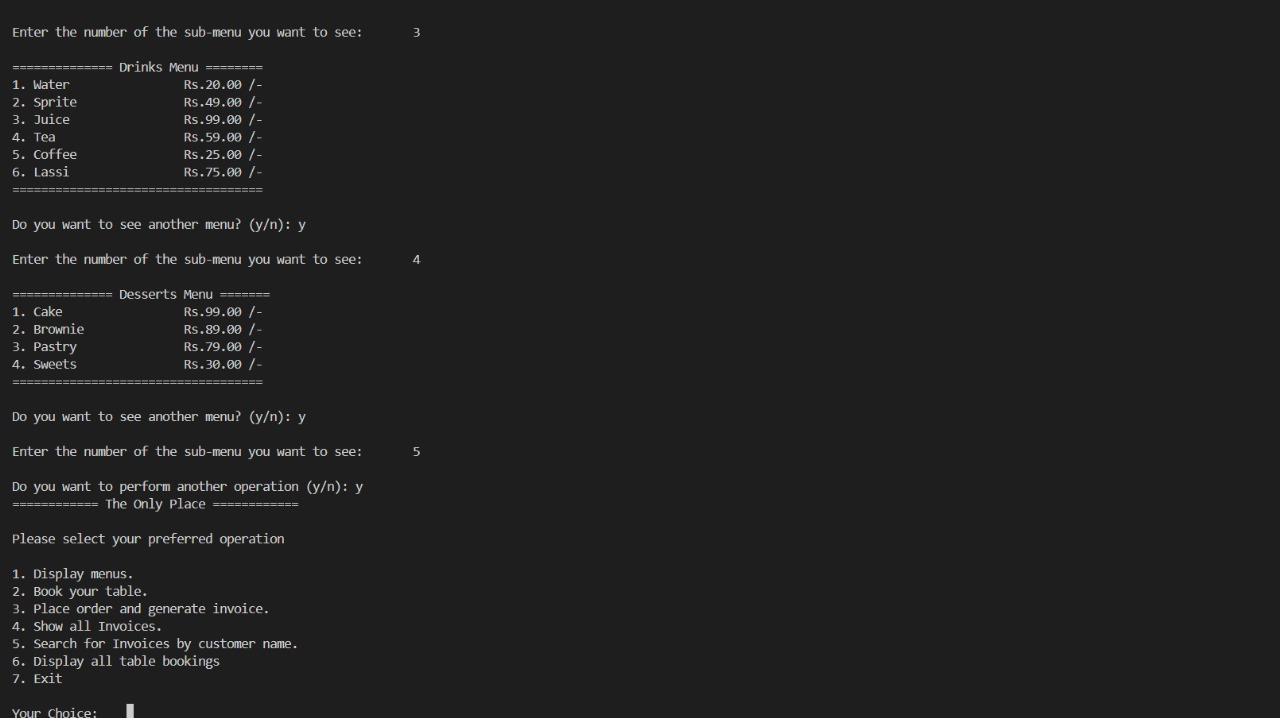 Enter the number of the sub-menu you want to see:       3
============== Drinks Menu ========
1. Water                Rs.20.00 /-
2. Sprite               Rs.49.00 /-
3. Juice                Rs.99.00 /-
4. Tea                  Rs.59.00 /-
5. Coffee               Rs.25.00 /-
6. Lassi                Rs.75.00 /-
===================================
Do you want to see another menu? (y/n): y
Enter the number of the sub-menu you want to see:       4
============== Desserts Menu =======
1. Cake                 Rs.99.00 /-
2. Brownie              Rs.89.00 /-
3. Pastry               Rs.79.00 /-
4. Sweets               Rs.30.00 /-
===================================
Do you want to see another menu? (y/n): y
Enter the number of the sub-menu you want to see:       5
Do you want to perform another operation (y/n): y
============ The Only Place ============
Please select your preferred operation
1. Display menus.
2. Book your table.
3. Place order and generate invoice.
4. Show all Invoices.
5. Search for Invoices by customer name.
6. Display all table bookings
7. Exit
Your Choice: